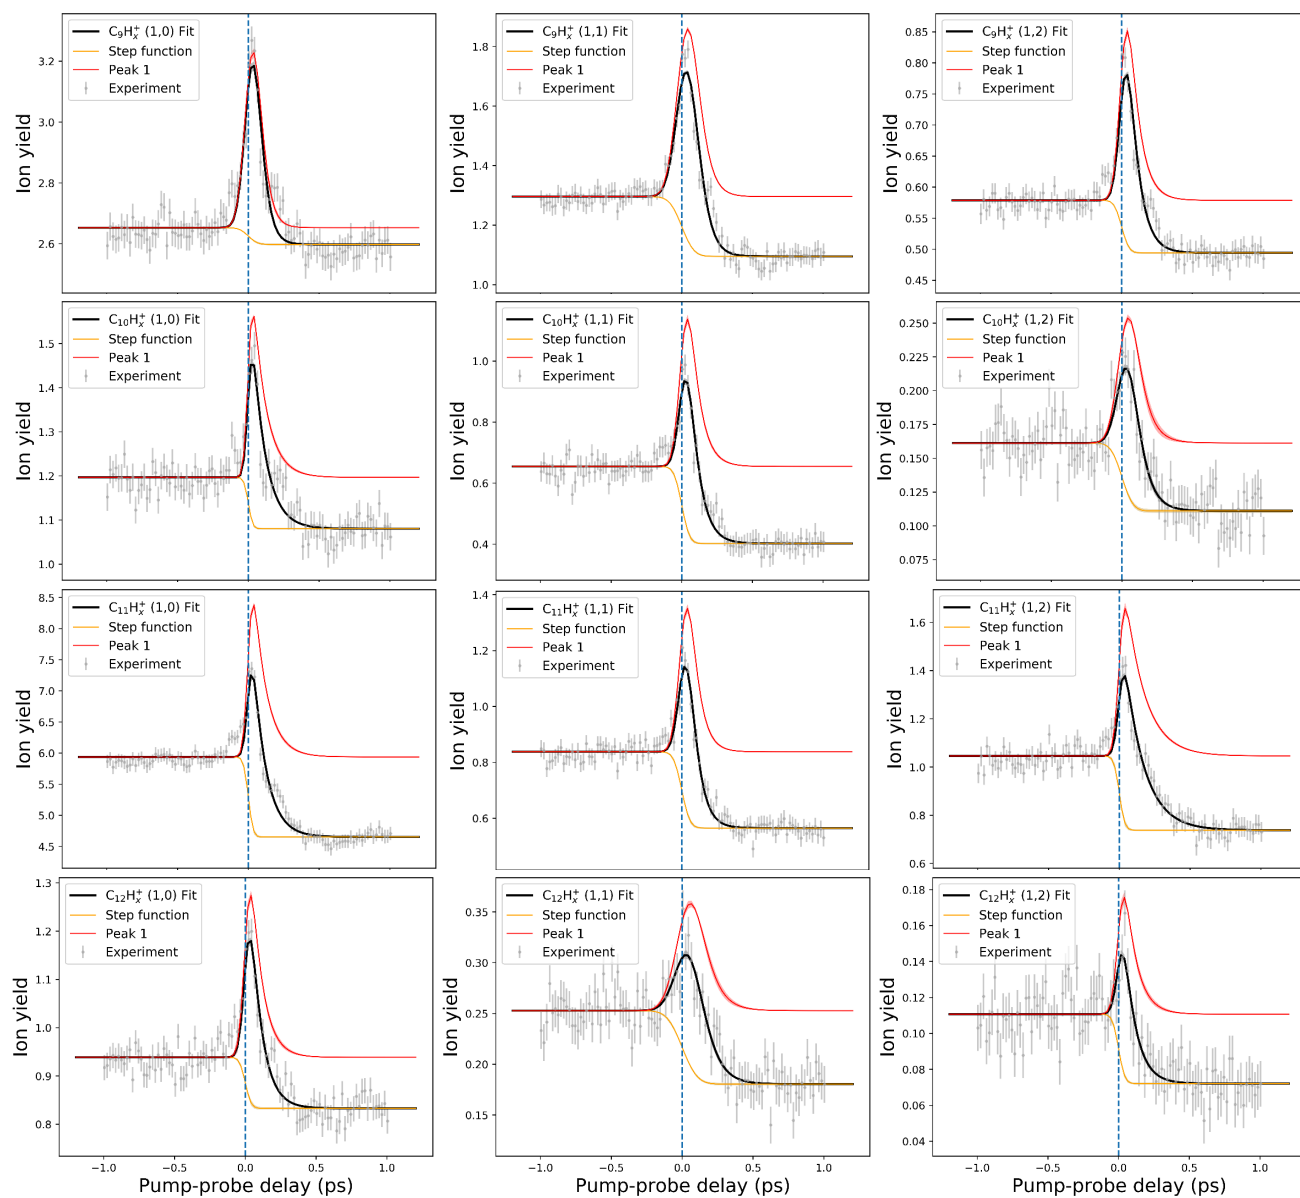 C₉Hₓ⁺ (1,0) Fit
Step function
Peak 1
Experiment
Ion yield
3.2
3.0
2.8
2.6
C₉Hₓ⁺ (1,1) Fit
Step function
Peak 1
Experiment
Ion yield
1.8
1.6
1.4
1.2
1.0
C₉Hₓ⁺ (1,2) Fit
Step function
Peak 1
Experiment
Ion yield
0.85
0.80
0.75
0.70
0.65
0.60
0.55
0.50
0.45
C₁₀Hₓ⁺ (1,0) Fit
Step function
Peak 1
Experiment
Ion yield
1.5
1.4
1.3
1.2
1.1
1.0
C₁₀Hₓ⁺ (1,1) Fit
Step function
Peak 1
Experiment
Ion yield
1.0
0.8
0.6
0.4
C₁₀Hₓ⁺ (1,2) Fit
Step function
Peak 1
Experiment
Ion yield
0.250
0.225
0.200
0.175
0.150
0.125
0.100
0.075
C₁₁Hₓ⁺ (1,0) Fit
Step function
Peak 1
Experiment
Ion yield
8.5
8.0
7.5
7.0
6.5
6.0
5.5
5.0
4.5
C₁₁Hₓ⁺ (1,1) Fit
Step function
Peak 1
Experiment
Ion yield
1.4
1.2
1.0
0.8
0.6
C₁₁Hₓ⁺ (1,2) Fit
Step function
Peak 1
Experiment
Ion yield
1.6
1.4
1.2
1.0
0.8
0.6
C₁₂Hₓ⁺ (1,0) Fit
Step function
Peak 1
Experiment
Ion yield
1.3
1.2
1.1
1.0
0.9
0.8
−1.0 −0.5 0.0 0.5 1.0
Pump-probe delay (ps)
C₁₂Hₓ⁺ (1,1) Fit
Step function
Peak 1
Experiment
Ion yield
0.35
0.30
0.25
0.20
0.15
−1.0 −0.5 0.0 0.5 1.0
Pump-probe delay (ps)
C₁₂Hₓ⁺ (1,2) Fit
Step function
Peak 1
Experiment
Ion yield
0.18
0.16
0.14
0.12
0.10
0.08
0.06
0.04
−1.0 −0.5 0.0 0.5 1.0
Pump-probe delay (ps)